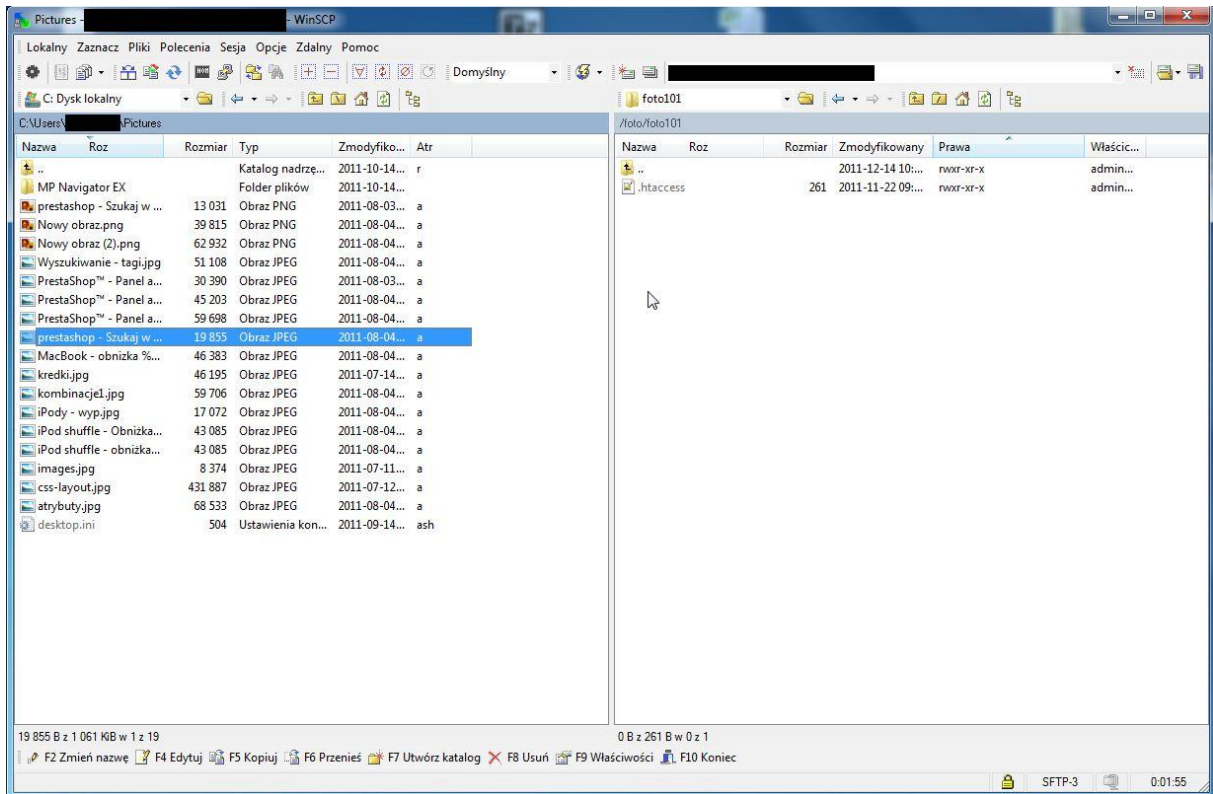 Pictures - - WinSCP
Lokalny Zaznacz Pliki Polecenia Sesja Opcje Zdalny Pomoc
Domyślny
C: Dysk lokalny foto101
C:\Users\ \Pictures /foto/foto101
Nazwa Roz Rozmiar Typ Zmodyfiko... Atr Nazwa Roz Rozmiar Zmodyfikowany Prawa Właścic...
.. Katalog nadrzę... 2011-10-14... r .. 2011-12-14 10:... rwxr-xr-x admin...
MP Navigator EX Folder plików 2011-10-14... .htaccess 261 2011-11-22 09:... rwxr-xr-x admin...
prestashop - Szukaj w ... 13 031 Obraz PNG 2011-08-03... a
Nowy obraz.png 39 815 Obraz PNG 2011-08-04... a
Nowy obraz (2).png 62 932 Obraz PNG 2011-08-04... a
Wyszukiwanie - tagi.jpg 51 108 Obraz JPEG 2011-08-04... a
PrestaShop™ - Panel a... 30 390 Obraz JPEG 2011-08-03... a
PrestaShop™ - Panel a... 45 203 Obraz JPEG 2011-08-04... a
PrestaShop™ - Panel a... 59 698 Obraz JPEG 2011-08-04... a
prestashop - Szukaj w ... 19 855 Obraz JPEG 2011-08-04... a
MacBook - obnizka %... 46 383 Obraz JPEG 2011-08-04... a
kredki.jpg 46 195 Obraz JPEG 2011-07-14... a
kombinacje1.jpg 59 706 Obraz JPEG 2011-08-04... a
iPody - wyp.jpg 17 072 Obraz JPEG 2011-08-04... a
iPod shuffle - Obniżka... 43 085 Obraz JPEG 2011-08-04... a
iPod shuffle - obniżka... 43 085 Obraz JPEG 2011-08-04... a
images.jpg 8 374 Obraz JPEG 2011-07-11... a
css-layout.jpg 431 887 Obraz JPEG 2011-07-12... a
atrybuty.jpg 68 533 Obraz JPEG 2011-08-04... a
desktop.ini 504 Ustawienia kon... 2011-09-14... ash
19 855 B z 1 061 KiB w 1 z 19 0 B z 261 B w 0 z 1
F2 Zmień nazwę F4 Edytuj F5 Kopiuj F6 Przenieś F7 Utwórz katalog F8 Usuń F9 Właściwości F10 Koniec
SFTP-3 0:01:55